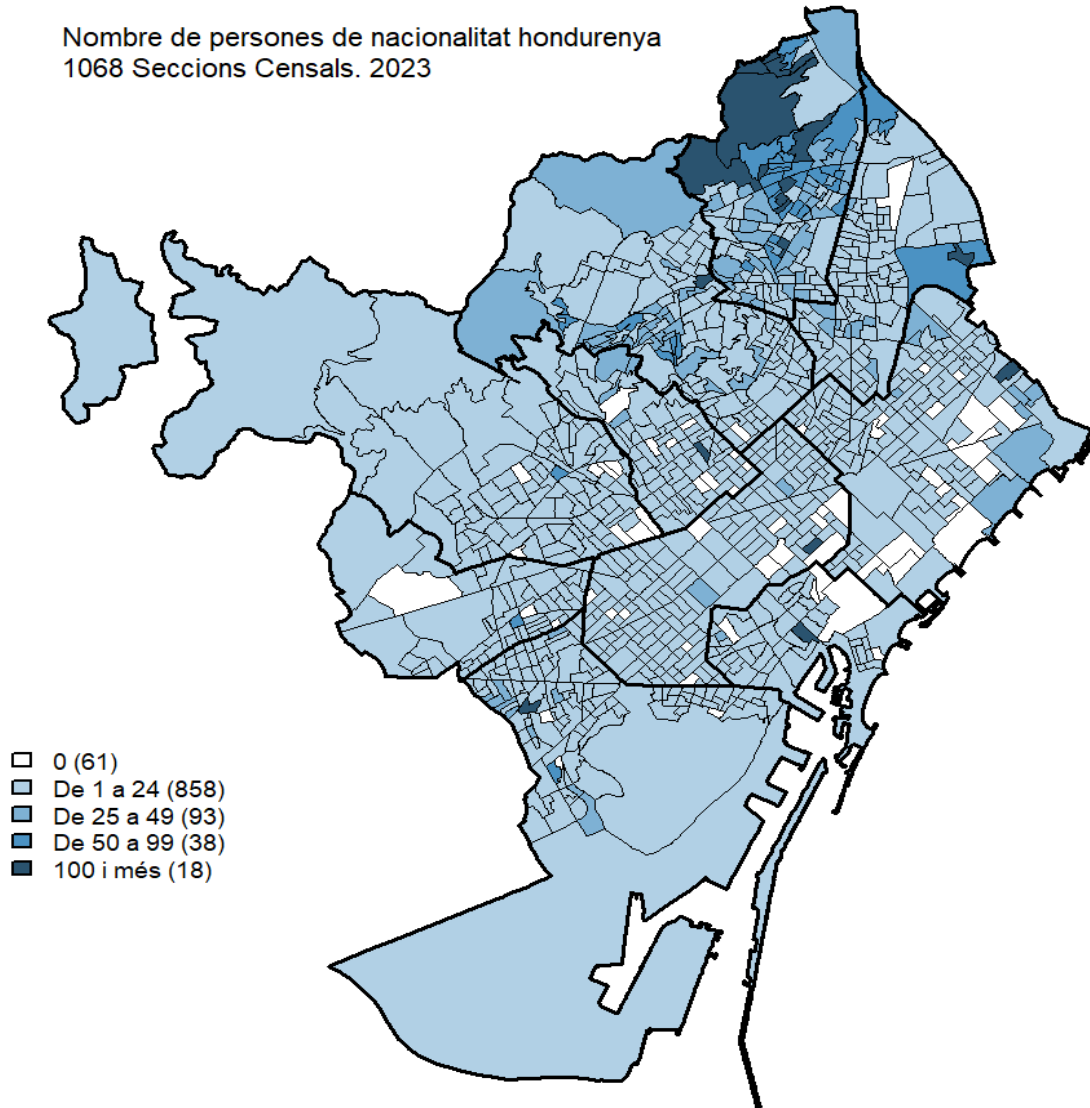 Nombre de persones de nacionalitat hondurenya
1068 Seccions Censals. 2023
0 (61)
De 1 a 24 (858)
De 25 a 49 (93)
De 50 a 99 (38)
100 i més (18)